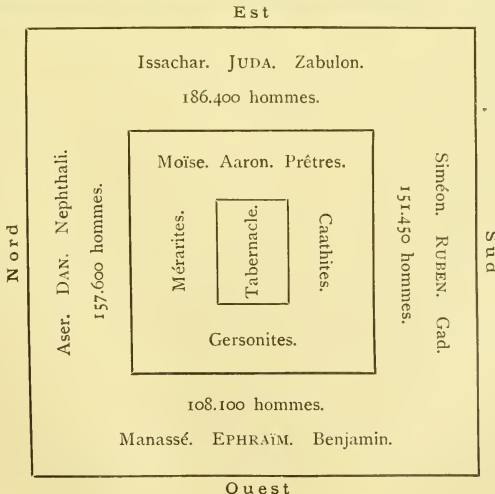 Est
Issachar. JUDA. Zabulon.
186.400 hommes.
Nord
Aser. DAN. Nephthali.
157.600 hommes.
Moïse. Aaron. Prêtres.
Mérarites.
Tabernacle.
Caathites.
Gersonites.
Siméon. RUBEN. Gad.
151.450 hommes.
Sud
108.100 hommes.
Manassé. EPHRAÏM. Benjamin.
Ouest